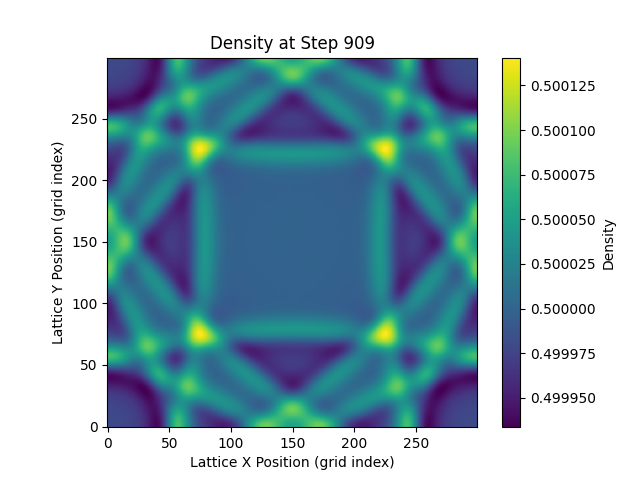 Density at Step 909
Lattice Y Position (grid index)
250
200
150
100
50
0
0 50 100 150 200 250
Lattice X Position (grid index)
0.500125
0.500100
0.500075
0.500050
0.500025
0.500000
0.499975
0.499950
Density